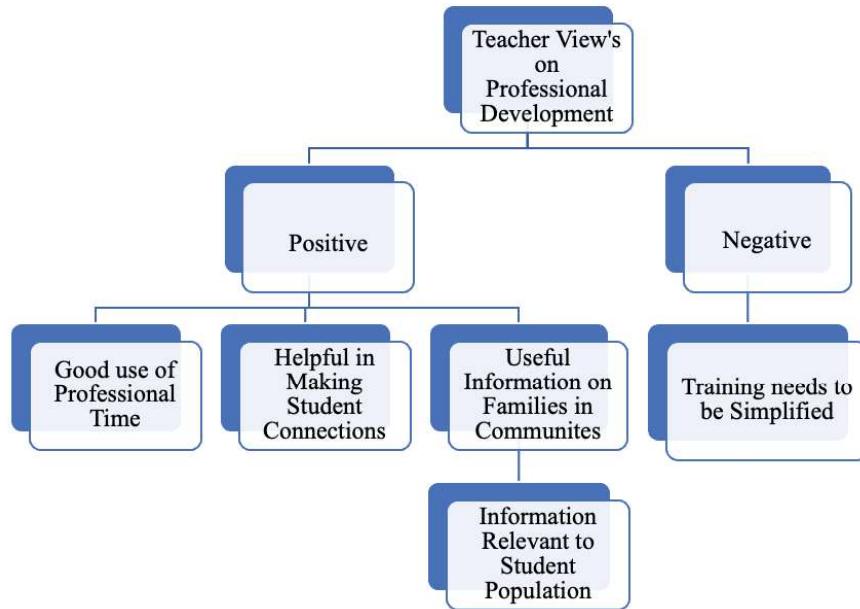 Teacher View's
on
Professional
Development
Positive
Negative
Good use of
Professional
Time
Helpful in
Making
Student
Connections
Useful
Information on
Families in
Communites
Training needs to
be Simplified
Information
Relevant to
Student
Population